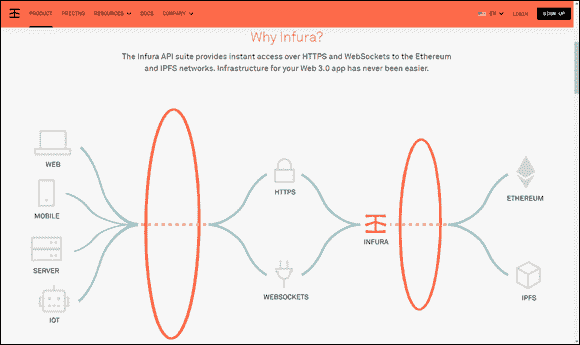 PRODUCT PRICING RESOURCES DOCS COMPANY EN LOGIN SIGN UP
Why Infura?
The Infura API suite provides instant access over HTTPS and WebSockets to the Ethereum
and IPFS networks. Infrastructure for your Web 3.0 app has never been easier.
WEB
MOBILE
SERVER
IOT
HTTPS
WEBSOCKETS
INFURA
ETHEREUM
IPFS